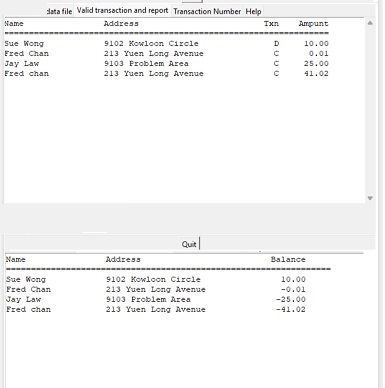 data file Valid transaction and report Transaction Number Help
Name Address Txn Ampunt
Sue Wong 9102 Kowloon Circle D 10.00
Fred Chan 213 Yuen Long Avenue C 0.01
Jay Law 9103 Problem Area C 25.00
Fred chan 213 Yuen Long Avenue C 41.02
Quit
Name Address Balance
Sue Wong 9102 Kowloon Circle 10.00
Fred Chan 213 Yuen Long Avenue -0.01
Jay Law 9103 Problem Area -25.00
Fred chan 213 Yuen Long Avenue -41.02